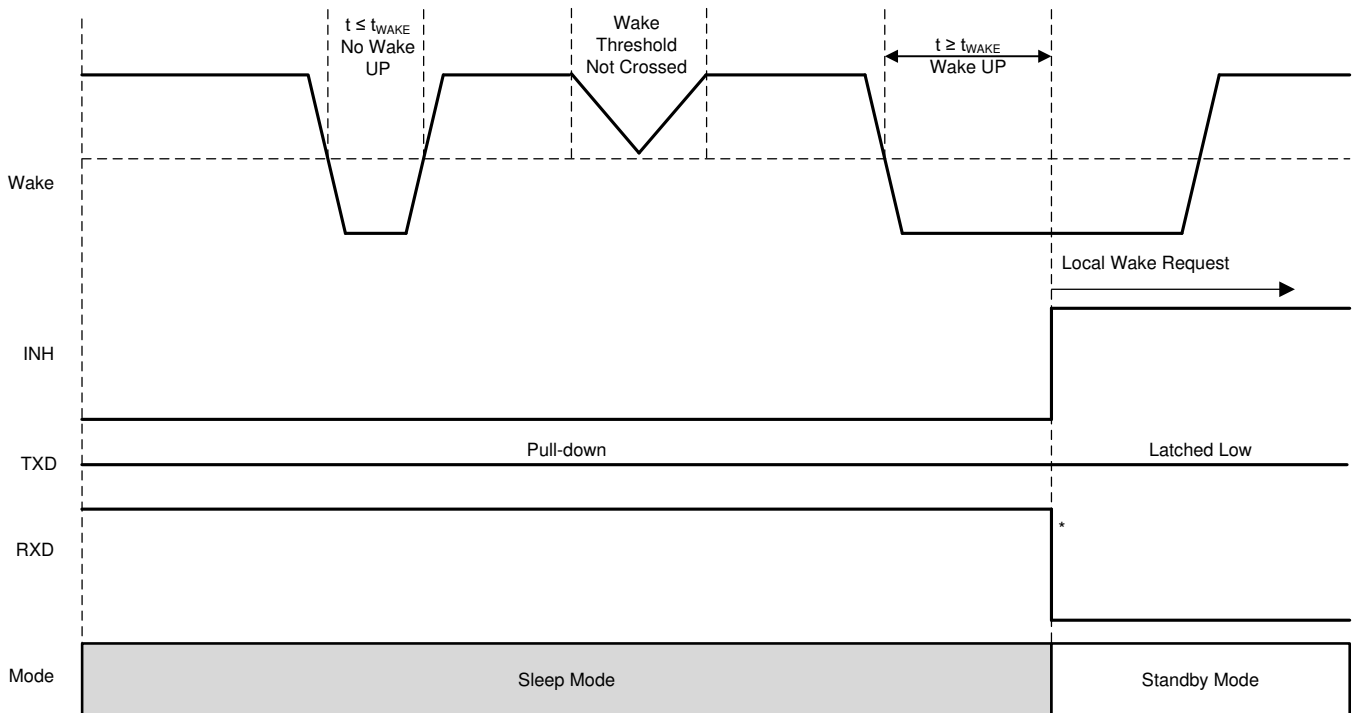 t ≤ tWAKE
No Wake
UP
Wake
Threshold
Not Crossed
t ≥ tWAKE
Wake UP
Wake
Local Wake Request
INH
Pull-down
Latched Low
TXD
*
RXD
Mode
Sleep Mode
Standby Mode